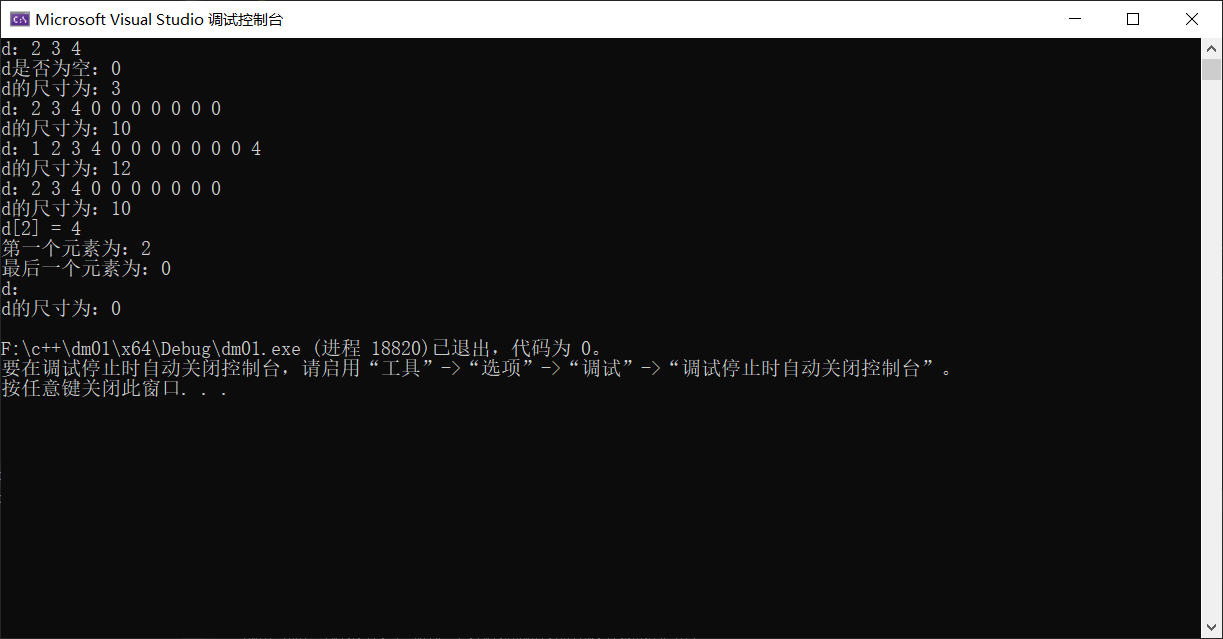 Microsoft Visual Studio 调试控制台
d：2 3 4
d是否为空：0
d的尺寸为：3
d：2 3 4 0 0 0 0 0 0 0
d的尺寸为：10
d：1 2 3 4 0 0 0 0 0 0 0 4
d的尺寸为：12
d：2 3 4 0 0 0 0 0 0 0
d的尺寸为：10
d[2] = 4
第一个元素为：2
最后一个元素为：0
d：
d的尺寸为：0
F:\c++\dm01\x64\Debug\dm01.exe (进程 18820)已退出，代码为 0。
要在调试停止时自动关闭控制台，请启用“工具”->“选项”->“调试”->“调试停止时自动关闭控制台”。
按任意键关闭此窗口. . .